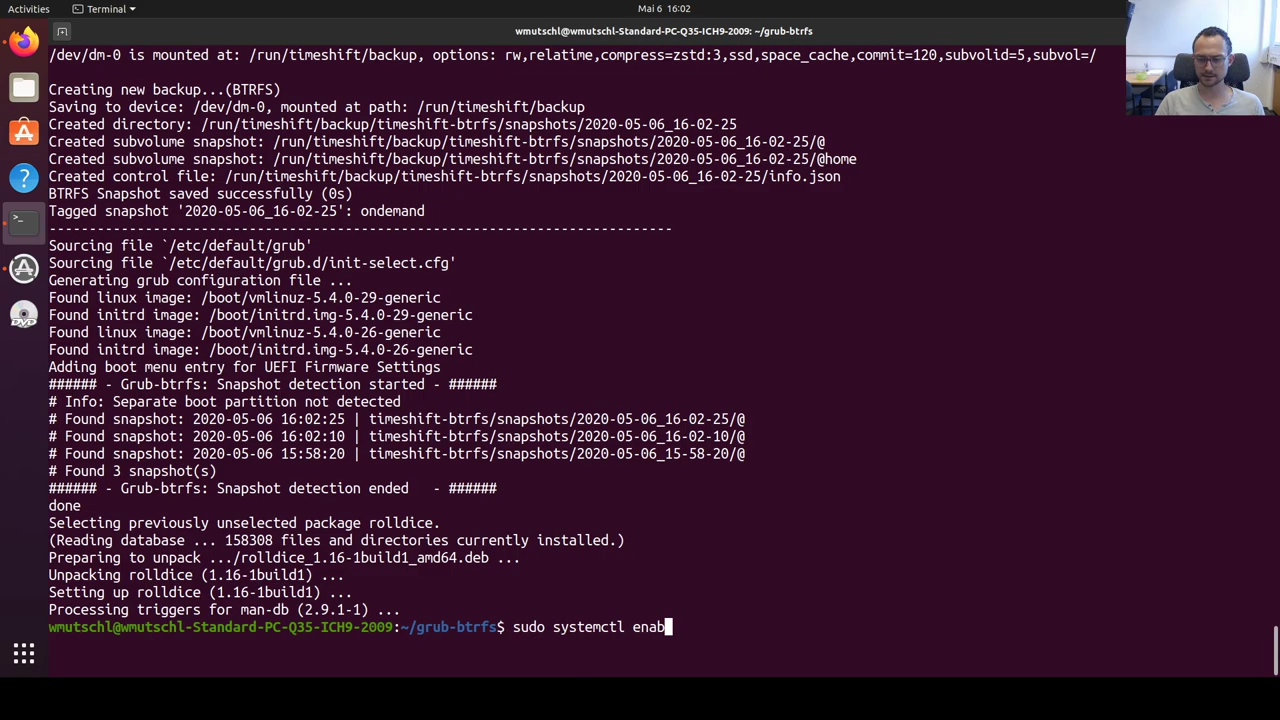 Activities
Terminal
Mai 6 16:02
wmutschl@wmutschl-Standard-PC-Q35-ICH9-2009: ~/grub-btrfs
/dev/dm-0 is mounted at: /run/timeshift/backup, options: rw,relatime,compress=zstd:3,ssd,space_cache,commit=120,subvolid=5,subvol=/
Creating new backup...(BTRFS)
Saving to device: /dev/dm-0, mounted at path: /run/timeshift/backup
Created directory: /run/timeshift/backup/timeshift-btrfs/snapshots/2020-05-06_16-02-25
Created subvolume snapshot: /run/timeshift/backup/timeshift-btrfs/snapshots/2020-05-06_16-02-25/@
Created subvolume snapshot: /run/timeshift/backup/timeshift-btrfs/snapshots/2020-05-06_16-02-25/@home
Created control file: /run/timeshift/backup/timeshift-btrfs/snapshots/2020-05-06_16-02-25/info.json
BTRFS Snapshot saved successfully (0s)
Tagged snapshot '2020-05-06_16-02-25': ondemand
------------------------------------------------------------------------------
Sourcing file `/etc/default/grub'
Sourcing file `/etc/default/grub.d/init-select.cfg'
Generating grub configuration file ...
Found linux image: /boot/vmlinuz-5.4.0-29-generic
Found initrd image: /boot/initrd.img-5.4.0-29-generic
Found linux image: /boot/vmlinuz-5.4.0-26-generic
Found initrd image: /boot/initrd.img-5.4.0-26-generic
Adding boot menu entry for UEFI Firmware Settings
###### - Grub-btrfs: Snapshot detection started - ######
# Info: Separate boot partition not detected
# Found snapshot: 2020-05-06 16:02:25 | timeshift-btrfs/snapshots/2020-05-06_16-02-25/@
# Found snapshot: 2020-05-06 16:02:10 | timeshift-btrfs/snapshots/2020-05-06_16-02-10/@
# Found snapshot: 2020-05-06 15:58:20 | timeshift-btrfs/snapshots/2020-05-06_15-58-20/@
# Found 3 snapshot(s)
###### - Grub-btrfs: Snapshot detection ended   - ######
done
Selecting previously unselected package rolldice.
(Reading database ... 158308 files and directories currently installed.)
Preparing to unpack .../rolldice_1.16-1build1_amd64.deb ...
Unpacking rolldice (1.16-1build1) ...
Setting up rolldice (1.16-1build1) ...
Processing triggers for man-db (2.9.1-1) ...
wmutschl@wmutschl-Standard-PC-Q35-ICH9-2009:~/grub-btrfs$ sudo systemctl enab
DVD